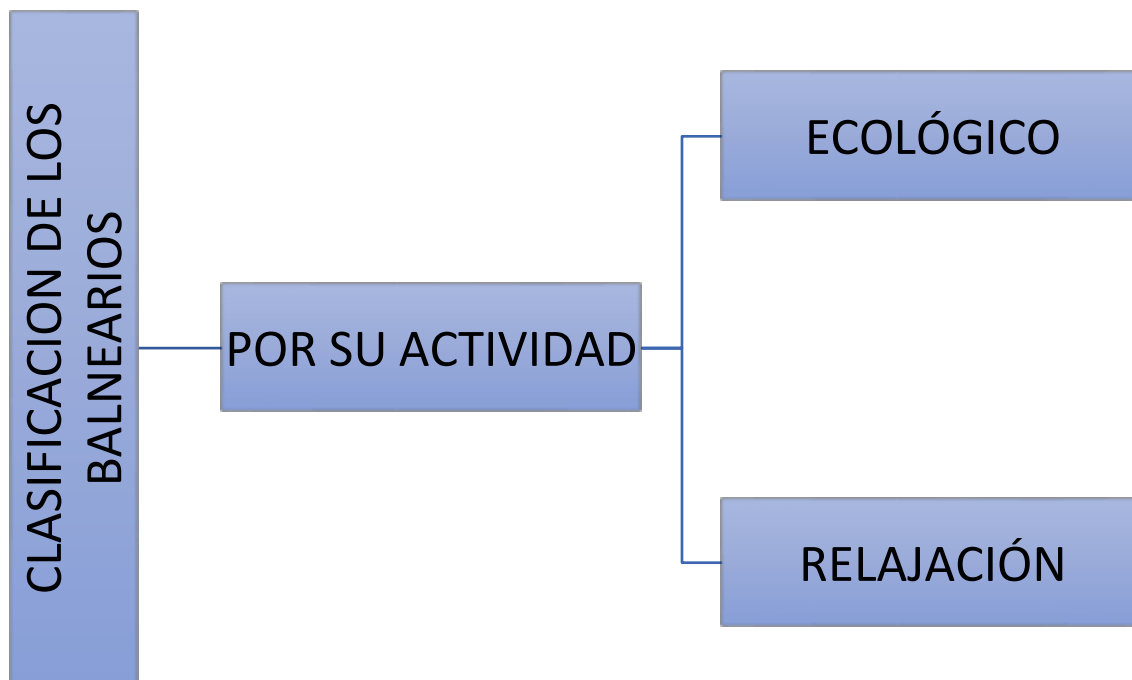 CLASIFICACION DE LOS
BALNEARIOS
POR SU ACTIVIDAD
ECOLÓGICO
RELAJACIÓN